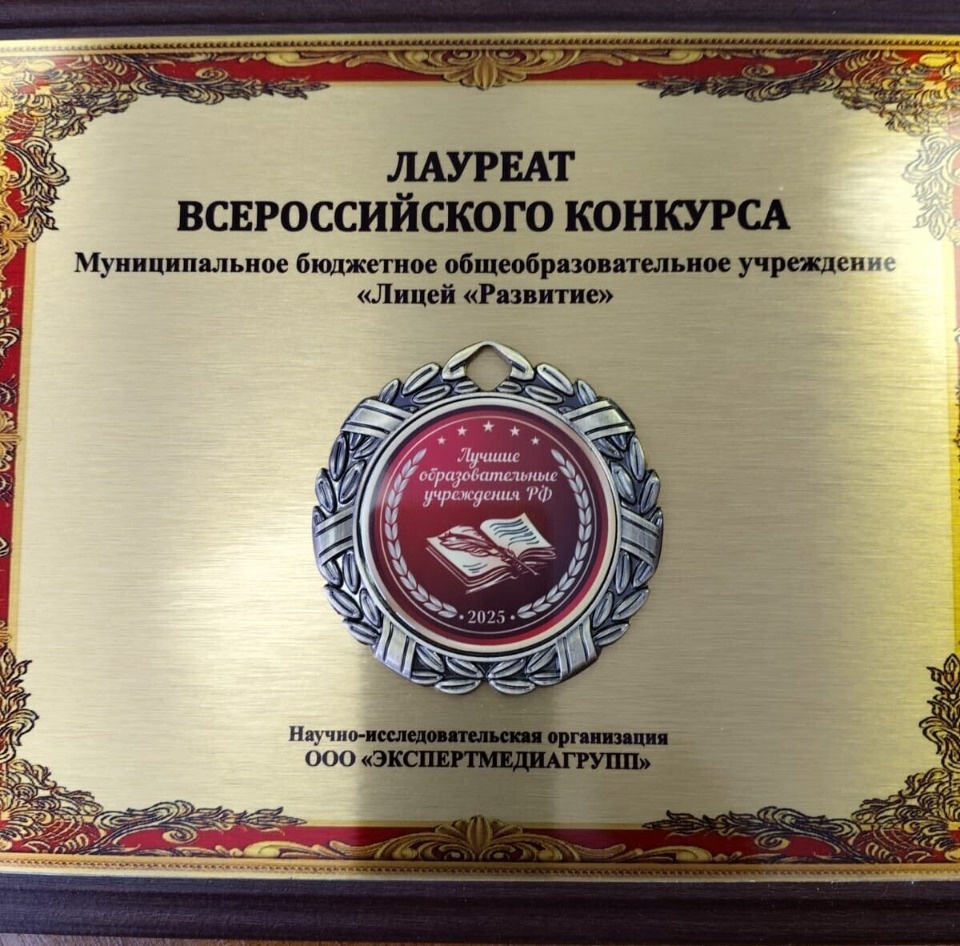 ЛАУРЕАТ
ВСЕРОССИЙСКОГО КОНКУРСА
Муниципальное бюджетное общеобразовательное учреждение
«Лицей «Развитие»
Лучшие
образовательные
учреждения РФ
2025
Научно-исследовательская организация
ООО «ЭКСПЕРТМЕДИАГРУПП»